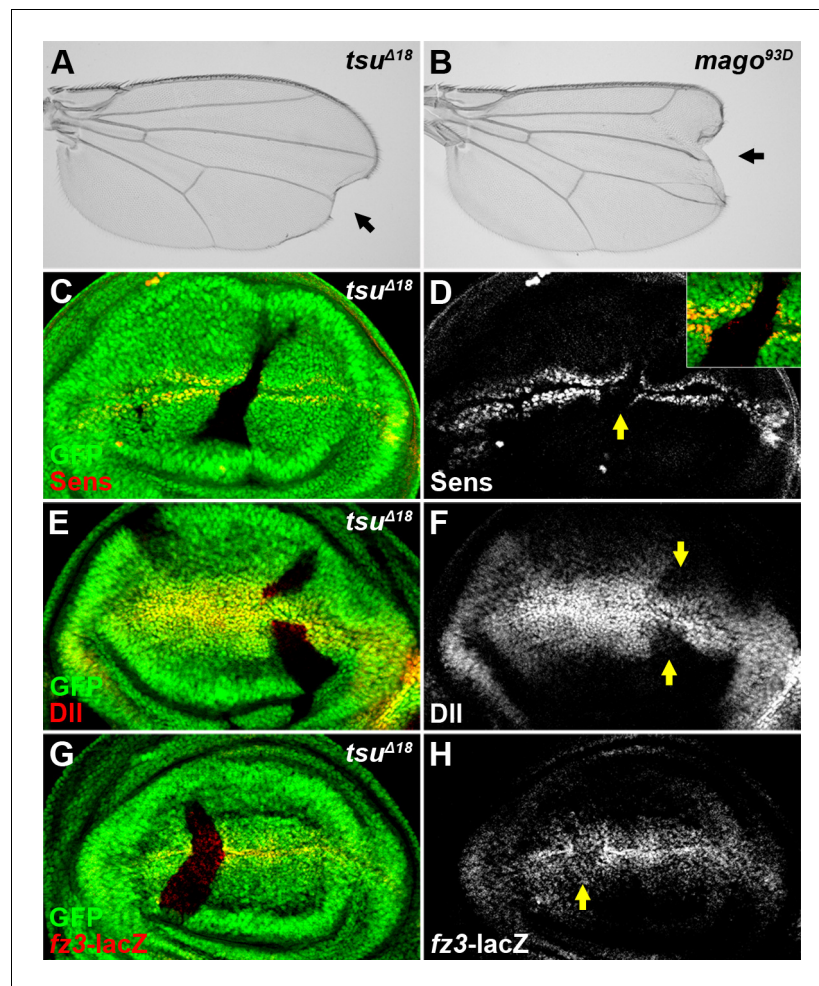 A tsuΔ18
B mago93D
C tsuΔ18
GFP
Sens
D
Sens
E tsuΔ18
GFP
Dll
F
Dll
G tsuΔ18
GFP
fz3-lacZ
H
fz3-lacZ